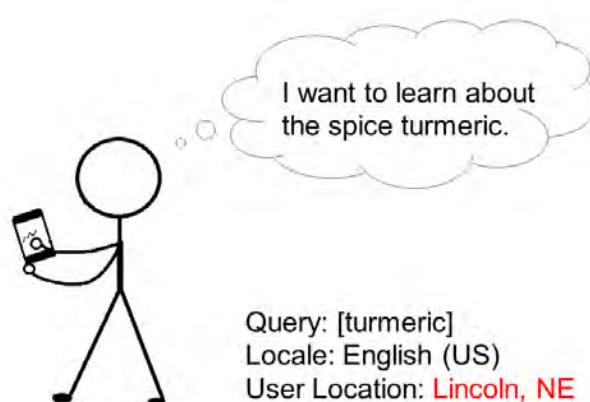 I want to learn about
the spice turmeric.
Query: [turmeric]
Locale: English (US)
User Location: Lincoln, NE